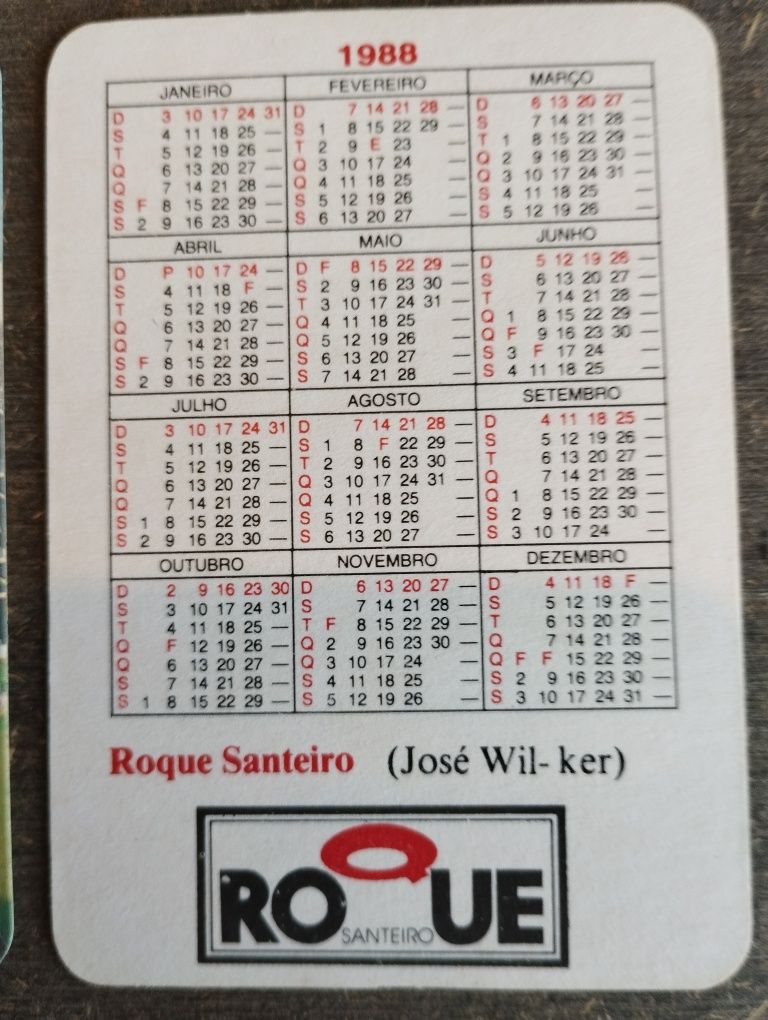 1988
JANEIRO FEVEREIRO MARÇO
D 3 10 17 24 31 D 7 14 21 28 — D 6 13 20 27 —
S 4 11 18 25 — S 1 8 15 22 29 — S 7 14 21 28 —
T 5 12 19 26 — T 2 9 E 23 — T 1 8 15 22 29 —
Q 6 13 20 27 — Q 3 10 17 24 — Q 2 9 16 23 30 —
Q 7 14 21 28 — Q 4 11 18 25 — Q 3 10 17 24 31 —
S F 8 15 22 29 — S 5 12 19 26 — S 4 11 18 25 —
S 2 9 16 23 30 — S 6 13 20 27 — S 5 12 19 26 —
ABRIL MAIO JUNHO
D P 10 17 24 — D F 8 15 22 29 — D 5 12 19 26 —
S 4 11 18 F — S 2 9 16 23 30 — S 6 13 20 27 —
T 5 12 19 26 — T 3 10 17 24 31 — T 7 14 21 28 —
Q 6 13 20 27 — Q 4 11 18 25 — Q 1 8 15 22 29 —
Q 7 14 21 28 — Q 5 12 19 26 — Q F 9 16 23 30 —
S F 8 15 22 29 — S 6 13 20 27 — S 3 F 17 24 —
S 2 9 16 23 30 — S 7 14 21 28 — S 4 11 18 25 —
JULHO AGOSTO SETEMBRO
D 3 10 17 24 31 D 7 14 21 28 — D 4 11 18 25 —
S 4 11 18 25 — S 1 8 F 22 29 — S 5 12 19 26 —
T 5 12 19 26 — T 2 9 16 23 30 — T 6 13 20 27 —
Q 6 13 20 27 — Q 3 10 17 24 31 — Q 7 14 21 28 —
Q 7 14 21 28 — Q 4 11 18 25 — Q 1 8 15 22 29 —
S 1 8 15 22 29 — S 5 12 19 26 — S 2 9 16 23 30 —
S 2 9 16 23 30 — S 6 13 20 27 — S 3 10 17 24 —
OUTUBRO NOVEMBRO DEZEMBRO
D 2 9 16 23 30 D 6 13 20 27 — D 4 11 18 F —
S 3 10 17 24 31 S 7 14 21 28 — S 5 12 19 26 —
T 4 11 18 25 — T F 8 15 22 29 — T 6 13 20 27 —
Q F 12 19 26 — Q 2 9 16 23 30 — Q 7 14 21 28 —
Q 6 13 20 27 — Q 3 10 17 24 — Q F F 15 22 29 —
S 7 14 21 28 — S 4 11 18 25 — S 2 9 16 23 30 —
S 1 8 15 22 29 — S 5 12 19 26 — S 3 10 17 24 31 —
Roque Santeiro (José Wil- ker)
ROQUE
SANTEIRO